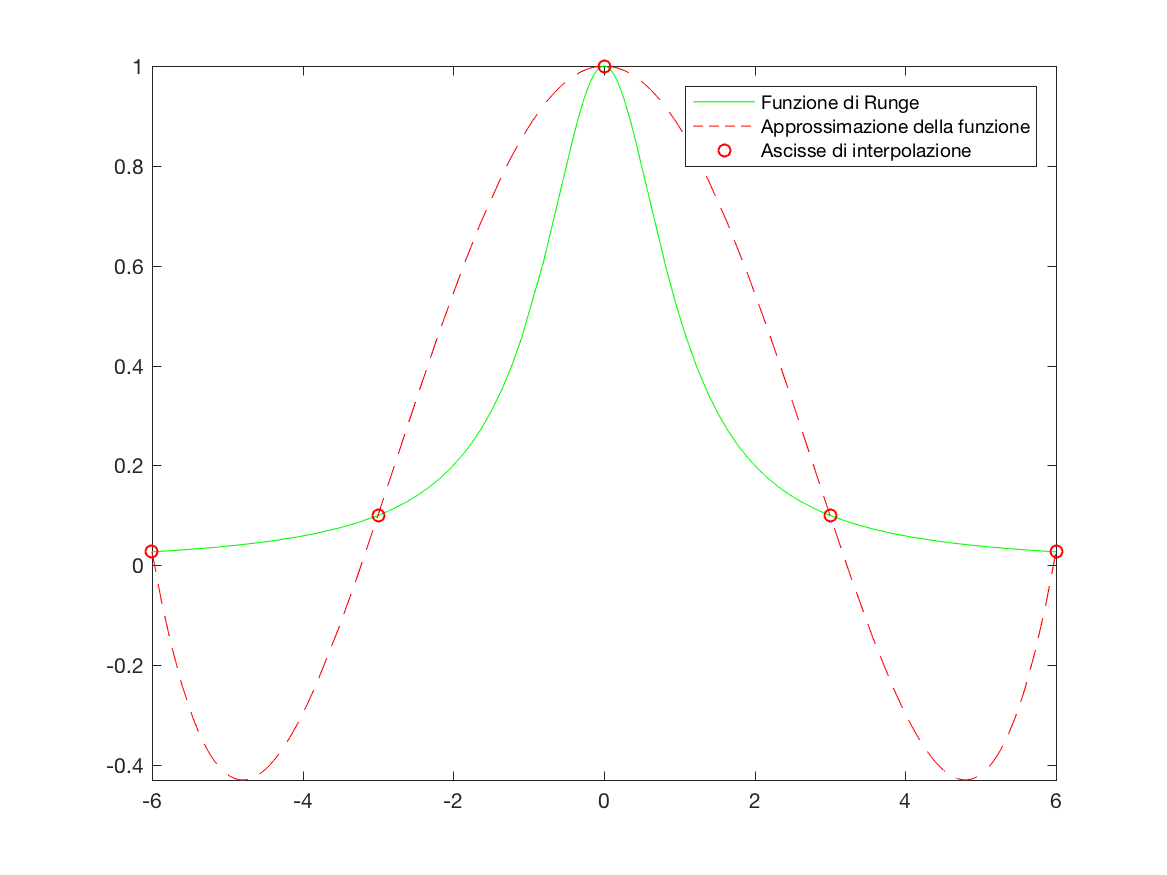 1
0.8
0.6
0.4
0.2
0
-0.2
-0.4
-6 -4 -2 0 2 4 6
Funzione di Runge
Approssimazione della funzione
Ascisse di interpolazione